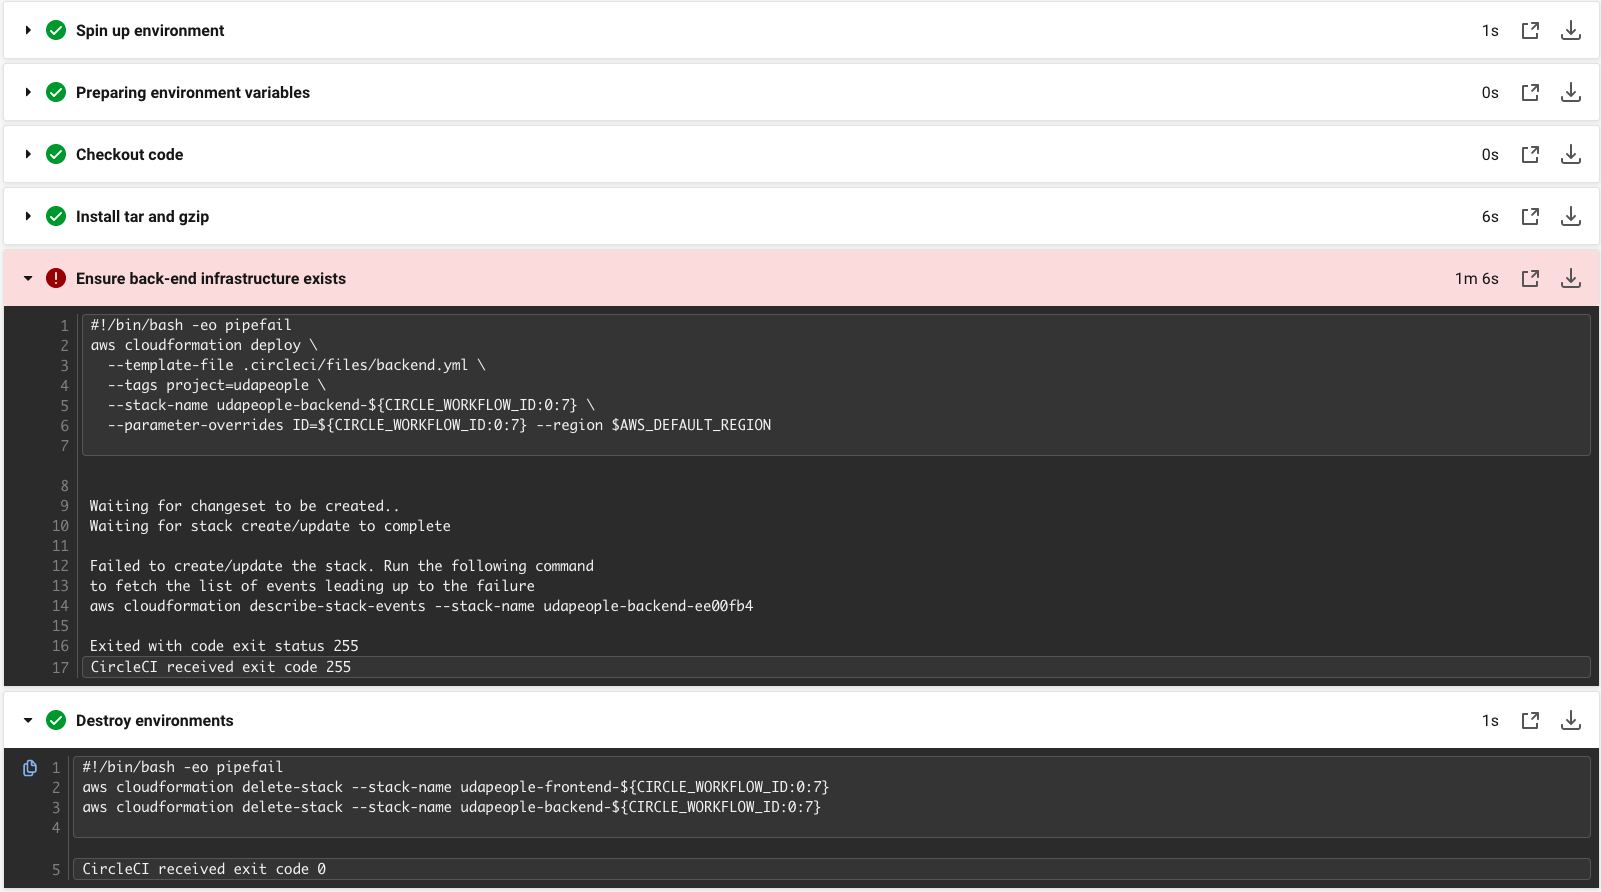 Spin up environment 1s
Preparing environment variables 0s
Checkout code 0s
Install tar and gzip 6s
Ensure back-end infrastructure exists 1m 6s
1 #!/bin/bash -eo pipefail
2 aws cloudformation deploy \
3   --template-file .circleci/files/backend.yml \
4   --tags project=udapeople \
5   --stack-name udapeople-backend-${CIRCLE_WORKFLOW_ID:0:7} \
6   --parameter-overrides ID=${CIRCLE_WORKFLOW_ID:0:7} --region $AWS_DEFAULT_REGION
7
8
9 Waiting for changeset to be created..
10 Waiting for stack create/update to complete
11
12 Failed to create/update the stack. Run the following command
13 to fetch the list of events leading up to the failure
14 aws cloudformation describe-stack-events --stack-name udapeople-backend-ee00fb4
15
16 Exited with code exit status 255
17 CircleCI received exit code 255
Destroy environments 1s
1 #!/bin/bash -eo pipefail
2 aws cloudformation delete-stack --stack-name udapeople-frontend-${CIRCLE_WORKFLOW_ID:0:7}
3 aws cloudformation delete-stack --stack-name udapeople-backend-${CIRCLE_WORKFLOW_ID:0:7}
4
5 CircleCI received exit code 0